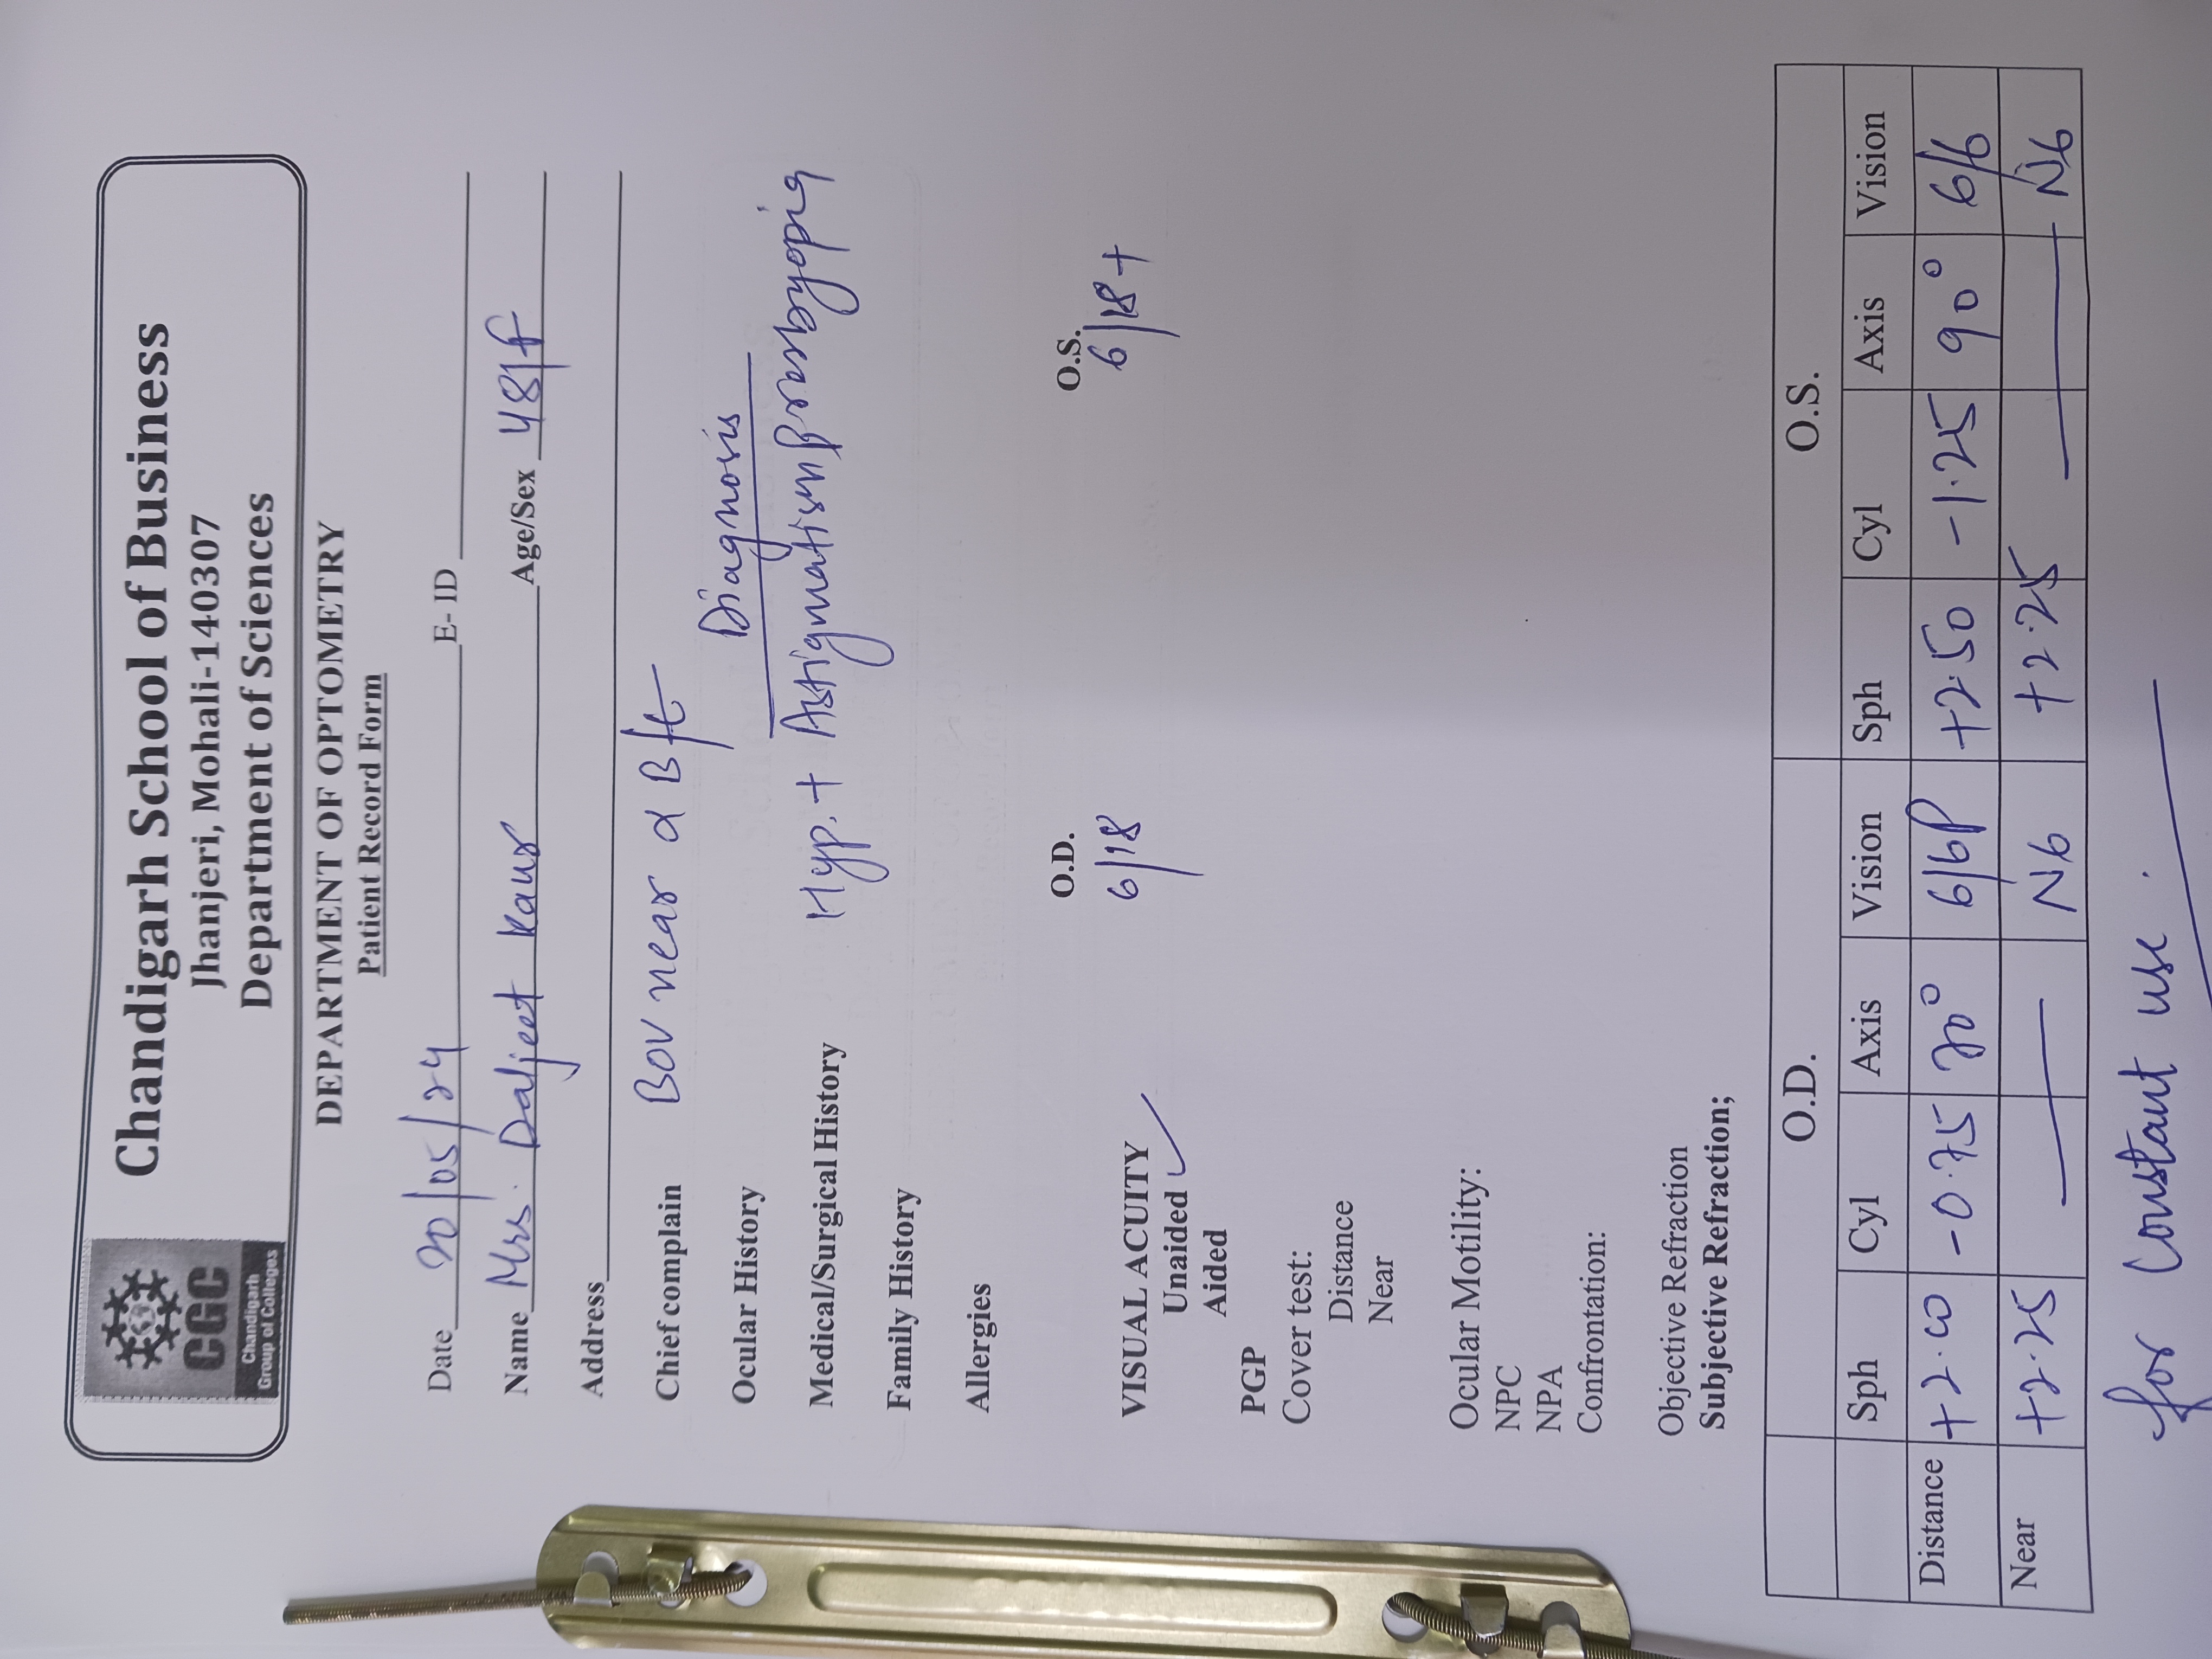 CGC
Chandigarh
Group of Colleges
Chandigarh School of Business
Jhanjeri, Mohali-140307
Department of Sciences
DEPARTMENT OF OPTOMETRY
Patient Record Form
Date 20/05/24 E- ID
Name Mrs. Daljeet Kaur Age/Sex 48/F
Address
Chief complain BOV near & B/t
Diagnosis
Ocular History
Medical/Surgical History Hyp. + Astigmatism Presbyopia
Family History
Allergies
O.D. O.S.
VISUAL ACUITY 6/18 6/18+
Unaided ✓
Aided
PGP
Cover test:
Distance
Near
Ocular Motility:
NPC
NPA
Confrontation:
Objective Refraction
Subjective Refraction;
O.D. O.S.
Sph Cyl Axis Vision Sph Cyl Axis Vision
Distance +2.00 -0.75 70° 6/6P +2.50 -1.25 90° 6/6
Near +2.25 — N6 +2.25 — N6
for constant use.